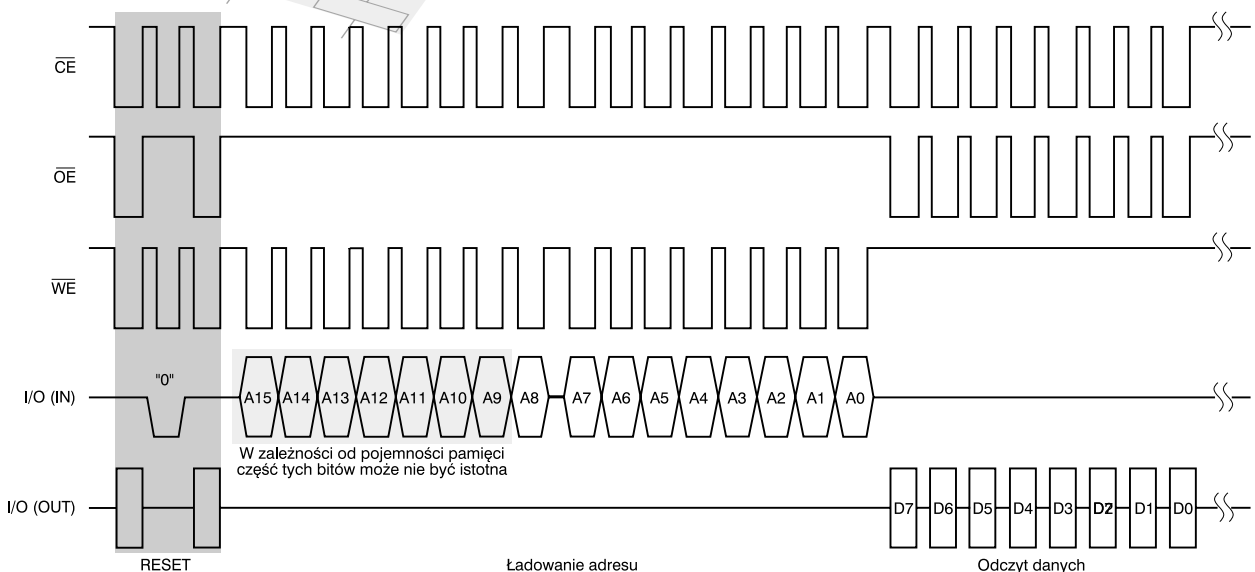 CE
OE
WE
I/O (IN)
"0"
A15 A14 A13 A12 A11 A10 A9 A8 A7 A6 A5 A4 A3 A2 A1 A0
W zależności od pojemności pamięci
część tych bitów może nie być istotna
I/O (OUT)
D7 D6 D5 D4 D3 D2 D1 D0
RESET
Ładowanie adresu
Odczyt danych